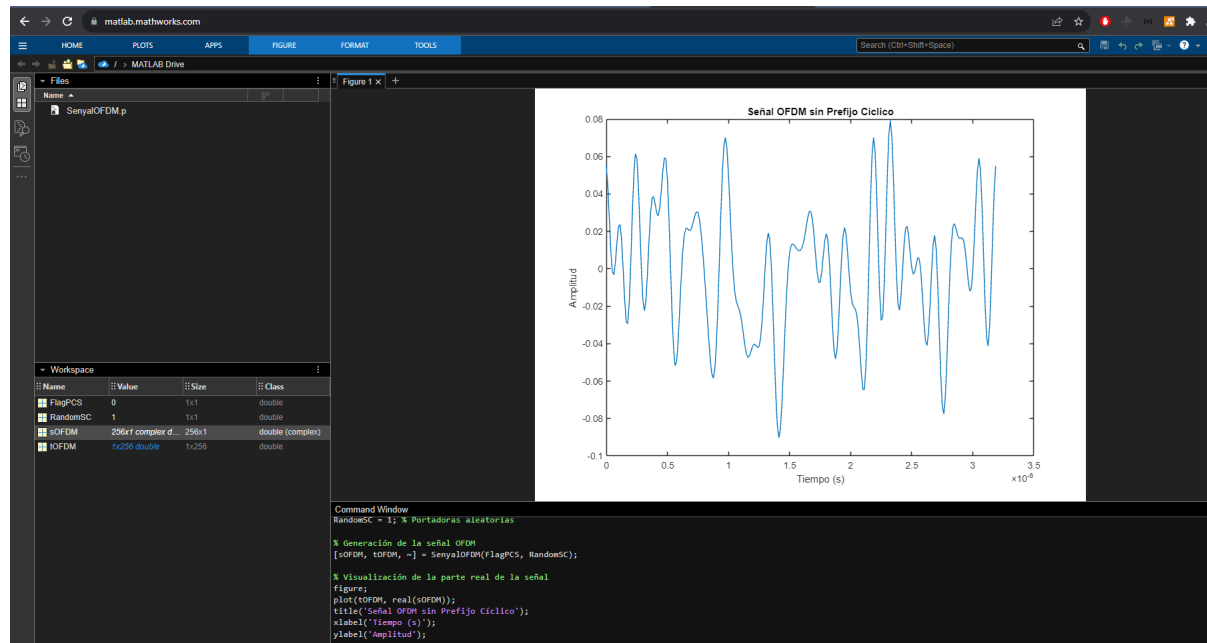 matlab.mathworks.com
HOME PLOTS APPS FIGURE FORMAT TOOLS Search (Ctrl+Shift+Space)
/ > MATLAB Drive
Files
Figure 1 × +
Name
SenyalOFDM.p
Señal OFDM sin Prefijo Cíclico
0.08
0.06
0.04
0.02
0
-0.02
-0.04
-0.06
-0.08
-0.1
Amplitud
0 0.5 1 1.5 2 2.5 3 3.5
Tiempo (s)
×10-6
Workspace
Name Value Size Class
FlagPCS 0 1x1 double
RandomSC 1 1x1 double
sOFDM 256x1 complex d... 256x1 double (complex)
tOFDM 1x256 double 1x256 double
Command Window
RandomSC = 1; % Portadoras aleatorias
% Generación de la señal OFDM
[sOFDM, tOFDM, ~] = SenyalOFDM(FlagPCS, RandomSC);
% Visualización de la parte real de la señal
figure;
plot(tOFDM, real(sOFDM));
title('Señal OFDM sin Prefijo Cíclico');
xlabel('Tiempo (s)');
ylabel('Amplitud');